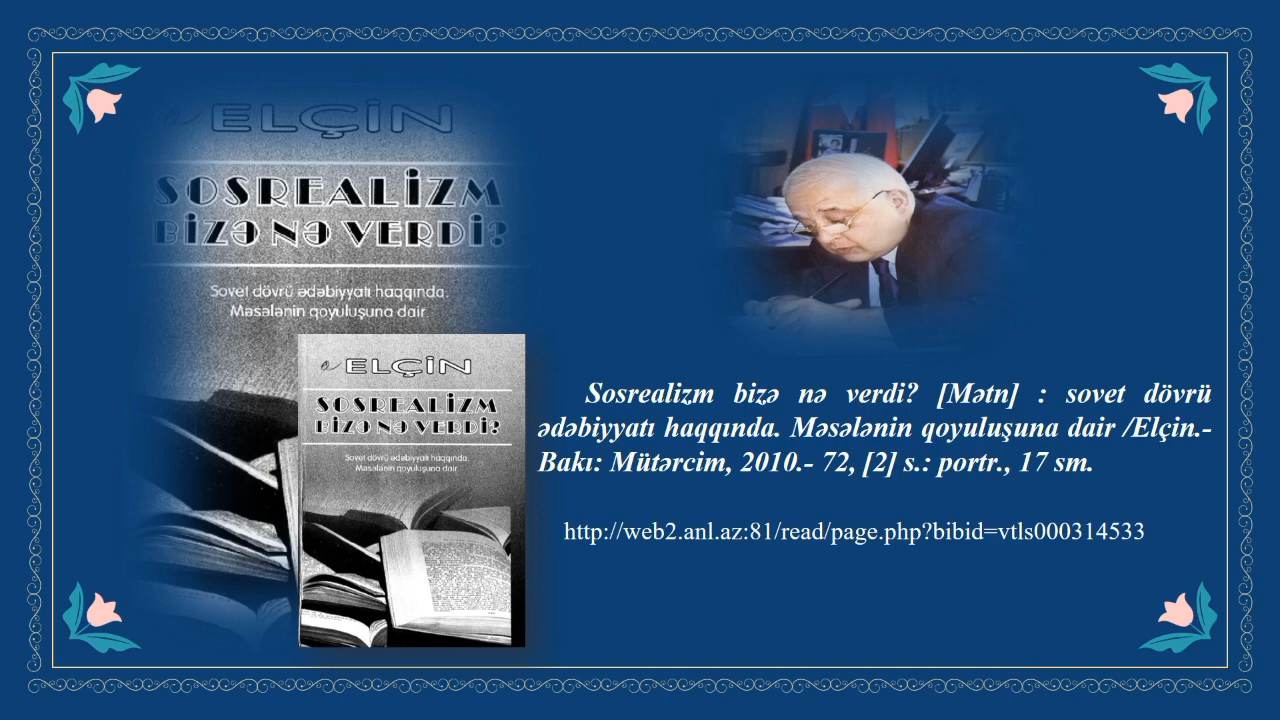 ELÇİN
SOSREALİZM
BİZƏ NƏ VERDİ?
Sovet dövrü ədəbiyyatı haqqında.
Məsələnin qoyuluşuna dair
ELÇİN
SOSREALİZM
BİZƏ NƏ VERDİ?
Sovet dövrü ədəbiyyatı haqqında.
Məsələnin qoyuluşuna dair
Sosrealizm bizə nə verdi? [Mətn] : sovet dövrü
ədəbiyyatı haqqında. Məsələnin qoyuluşuna dair /Elçin.-
Bakı: Mütərcim, 2010.- 72, [2] s.: portr., 17 sm.
http://web2.anl.az:81/read/page.php?bibid=vtls000314533